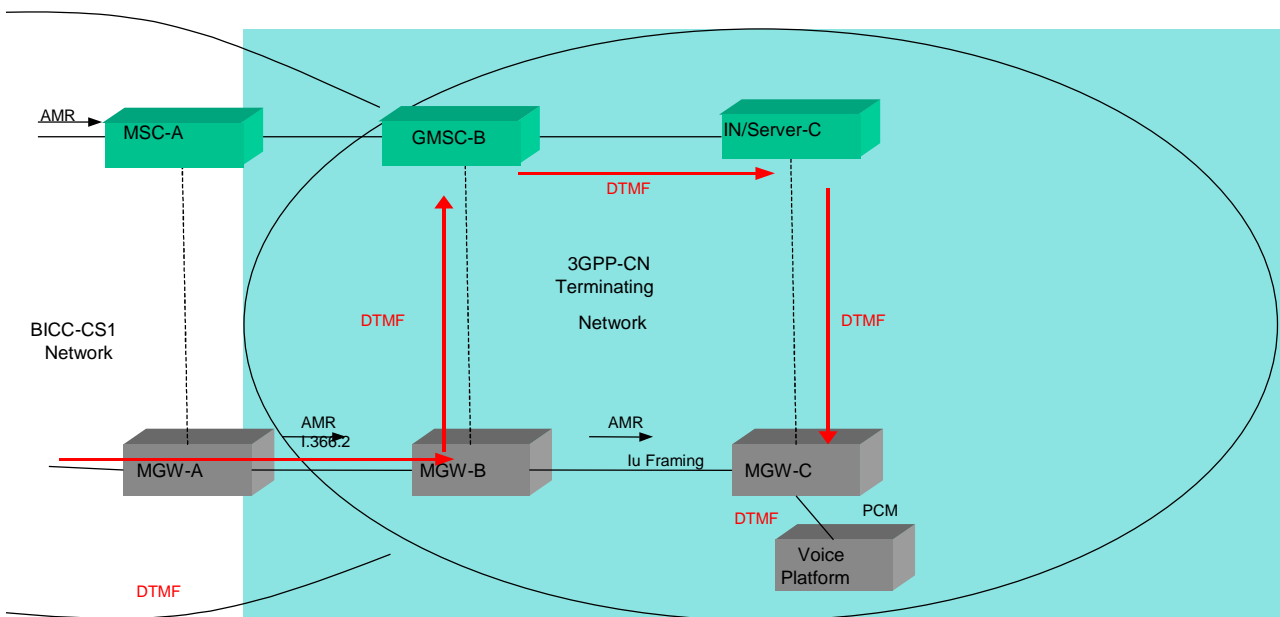 AMR
MSC-A
GMSC-B
IN/Server-C
DTMF
3GPP-CN
Terminating
Network
DTMF
DTMF
BICC-CS1
Network
AMR
I.366.2
AMR
Iu Framing
MGW-A
MGW-B
MGW-C
DTMF
PCM
Voice
Platform
DTMF